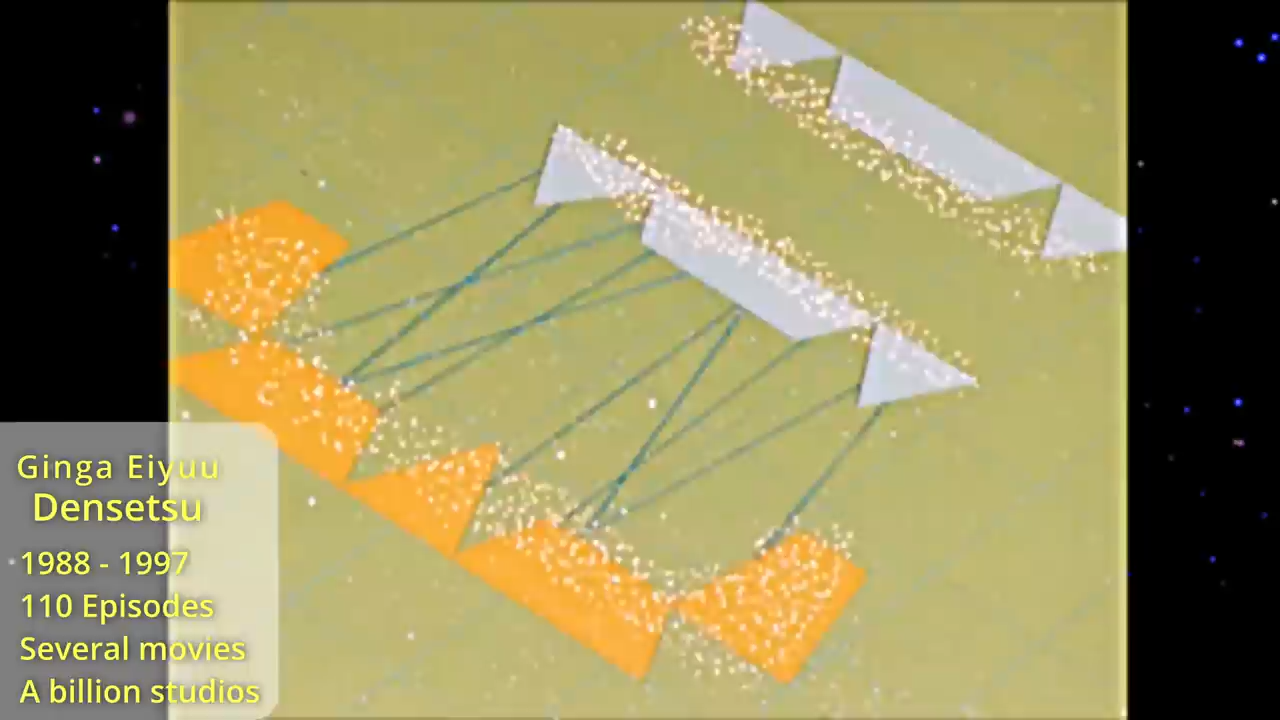 Ginga Eiyuu
Densetsu
1988 - 1997
110 Episodes
Several movies
A billion studios